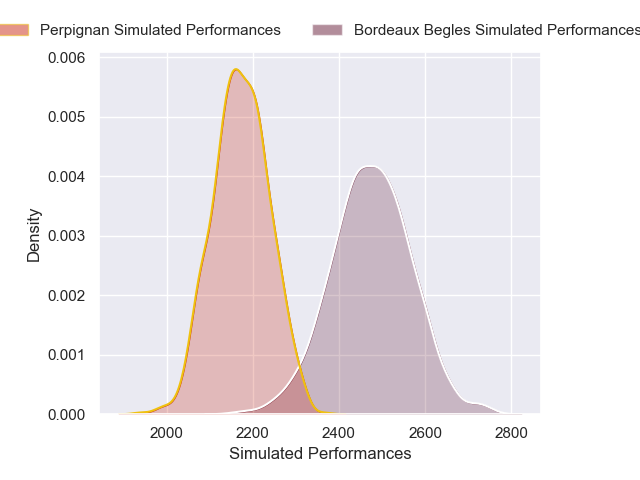 Perpignan Simulated Performances Bordeaux Begles Simulated Performances
0.006
0.005
0.004
0.003
0.002
0.001
0.000
Density
2000 2200 2400 2600 2800
Simulated Performances